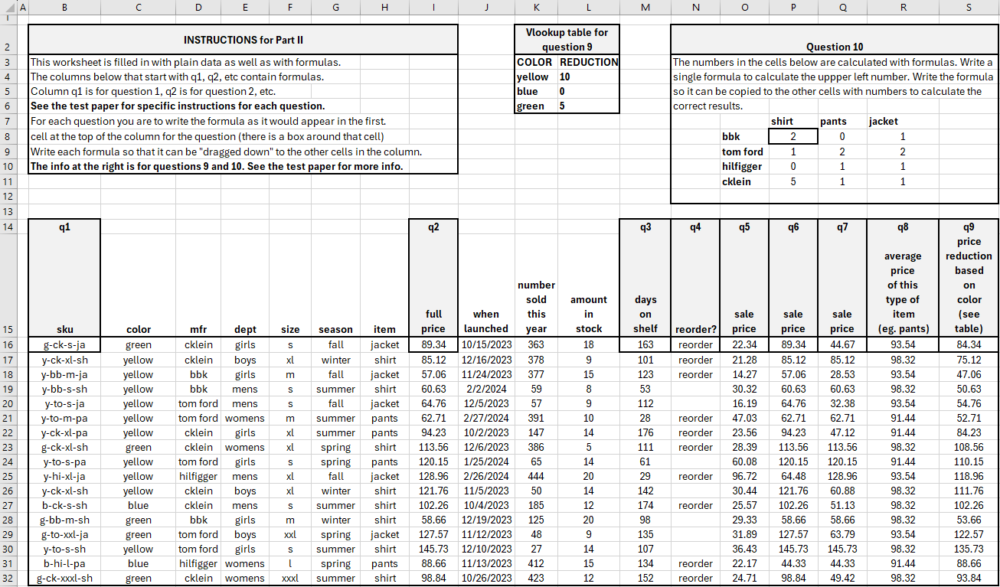 A B C D E F G H I J K L M N O P Q R S
1
2 INSTRUCTIONS for Part II Vlookup table for question 9 Question 10
3 This worksheet is filled in with plain data as well as with formulas. COLOR REDUCTION The numbers in the cells below are calculated with formulas. Write a
4 The columns below that start with q1, q2, etc contain formulas. yellow 10 single formula to calculate the uppper left number. Write the formula
5 Column q1 is for question 1, q2 is for question 2, etc. blue 0 so it can be copied to the other cells with numbers to calculate the
6 See the test paper for specific instructions for each question. green 5 correct results.
7 For each question you are to write the formula as it would appear in the first. shirt pants jacket
8 cell at the top of the column for the question (there is a box around that cell) bbk 2 0 1
9 Write each formula so that it can be "dragged down" to the other cells in the column. tom ford 1 2 2
10 The info at the right is for questions 9 and 10. See the test paper for more info. hilfigger 0 1 1
11 cklein 5 1 1
12
13
14 q1 q2 q3 q4 q5 q6 q7 q8 q9
15 sku color mfr dept size season item full price when launched number sold this year amount in stock days on shelf reorder? sale price sale price sale price average price of this type of item (eg. pants) price reduction based on color (see table)
16 g-ck-s-ja green cklein girls s fall jacket 89.34 10/15/2023 363 18 163 reorder 22.34 89.34 44.67 93.54 84.34
17 y-ck-xl-sh yellow cklein boys xl winter shirt 85.12 12/16/2023 378 9 101 reorder 21.28 85.12 85.12 98.32 75.12
18 y-bb-m-ja yellow bbk girls m fall jacket 57.06 11/24/2023 377 15 123 reorder 14.27 57.06 28.53 93.54 47.06
19 y-bb-s-sh yellow bbk mens s summer shirt 60.63 2/2/2024 59 8 53 30.32 60.63 60.63 98.32 50.63
20 y-to-s-ja yellow tom ford mens s fall jacket 64.76 12/5/2023 57 9 112 16.19 64.76 32.38 93.54 54.76
21 y-to-m-pa yellow tom ford womens m summer pants 62.71 2/27/2024 391 10 28 reorder 47.03 62.71 62.71 91.44 52.71
22 y-ck-xl-pa yellow cklein girls xl summer pants 94.23 10/2/2023 147 14 176 reorder 23.56 94.23 47.12 91.44 84.23
23 g-ck-xl-sh green cklein womens xl spring shirt 113.56 12/6/2023 386 5 111 reorder 28.39 113.56 113.56 98.32 108.56
24 y-to-s-pa yellow tom ford girls s spring pants 120.15 1/25/2024 65 14 61 60.08 120.15 120.15 91.44 110.15
25 y-hi-xl-ja yellow hilfigger mens xl fall jacket 128.96 2/26/2024 444 20 29 reorder 96.72 64.48 128.96 93.54 118.96
26 y-ck-xl-sh yellow cklein boys xl winter shirt 121.76 11/5/2023 50 14 142 30.44 121.76 60.88 98.32 111.76
27 b-ck-s-sh blue cklein mens s summer shirt 102.26 10/4/2023 185 12 174 reorder 25.57 102.26 51.13 98.32 102.26
28 g-bb-m-sh green bbk girls m winter shirt 58.66 12/19/2023 125 20 98 29.33 58.66 58.66 98.32 53.66
29 g-to-xxl-ja green tom ford boys xxl spring jacket 127.57 11/12/2023 48 9 135 31.89 127.57 63.79 93.54 122.57
30 y-to-s-sh yellow tom ford girls s summer shirt 145.73 12/10/2023 27 14 107 36.43 145.73 145.73 98.32 135.73
31 b-hi-l-pa blue hilfigger womens l spring pants 88.66 11/13/2023 412 15 134 reorder 22.17 44.33 44.33 91.44 88.66
32 g-ck-xxxl-sh green cklein womens xxxl summer shirt 98.84 10/26/2023 423 12 152 reorder 24.71 98.84 49.42 98.32 93.84